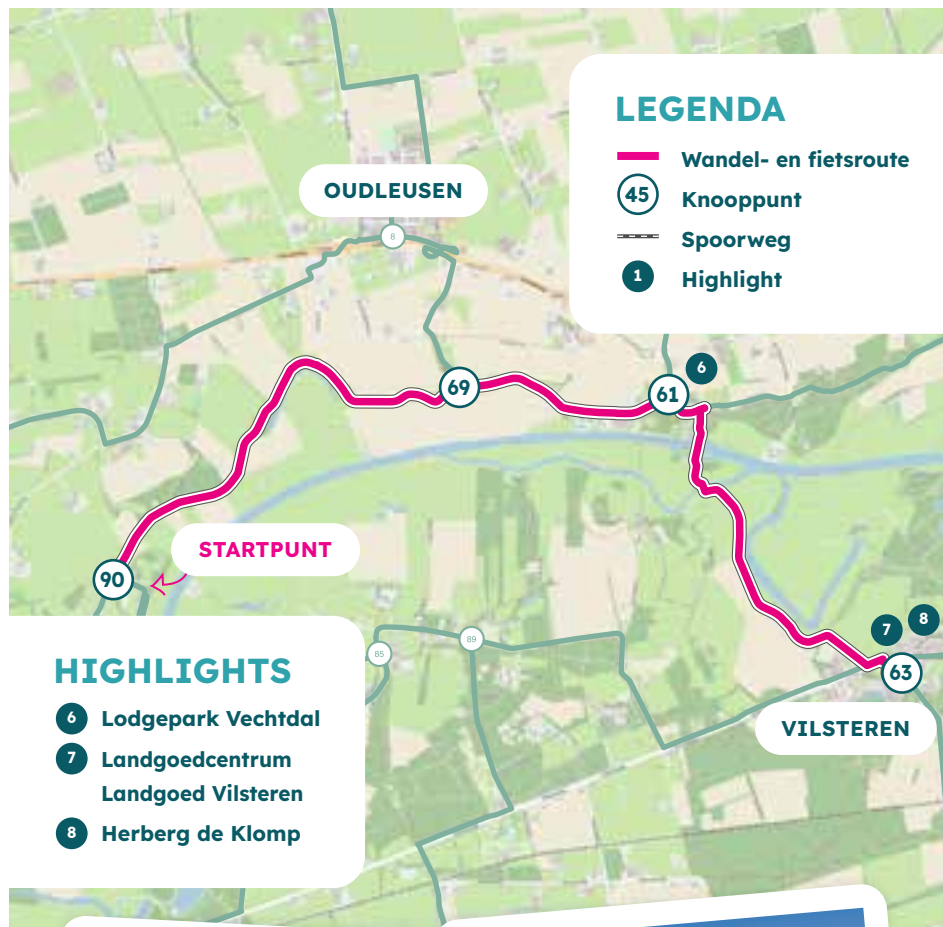 LEGENDA
Wandel- en fietsroute
45 Knooppunt
Spoorweg
1 Highlight
OUDLEUSEN
8
6
69
61
STARTPUNT
90
7
8
85
89
63
VILSTEREN
HIGHLIGHTS
6 Lodgepark Vechtdal
7 Landgoedcentrum
Landgoed Vilsteren
8 Herberg de Klomp